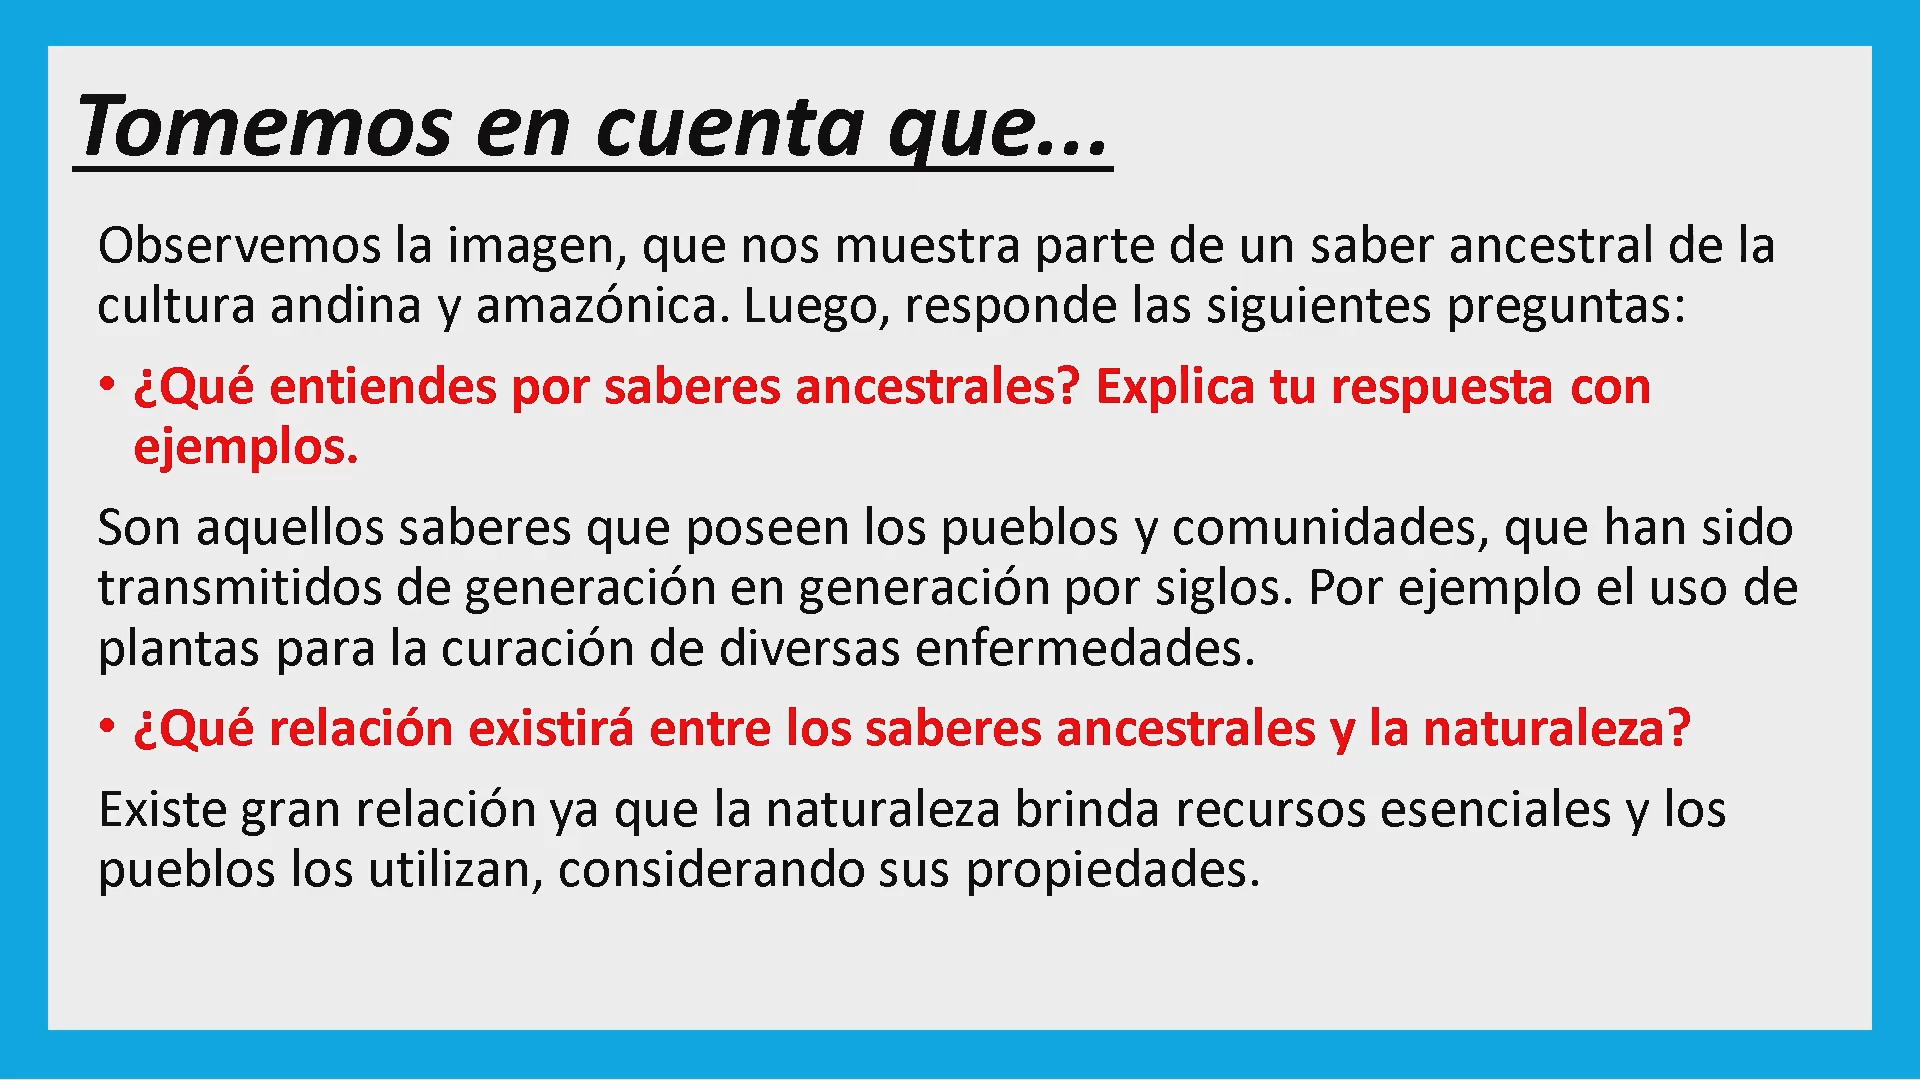 Tomemos en cuenta que...
Observemos la imagen, que nos muestra parte de un saber ancestral de la
cultura andina y amazónica. Luego, responde las siguientes preguntas:
• ¿Qué entiendes por saberes ancestrales? Explica tu respuesta con
ejemplos.
Son aquellos saberes que poseen los pueblos y comunidades, que han sido
transmitidos de generación en generación por siglos. Por ejemplo el uso de
plantas para la curación de diversas enfermedades.
• ¿Qué relación existirá entre los saberes ancestrales y la naturaleza?
Existe gran relación ya que la naturaleza brinda recursos esenciales y los
pueblos los utilizan, considerando sus propiedades.